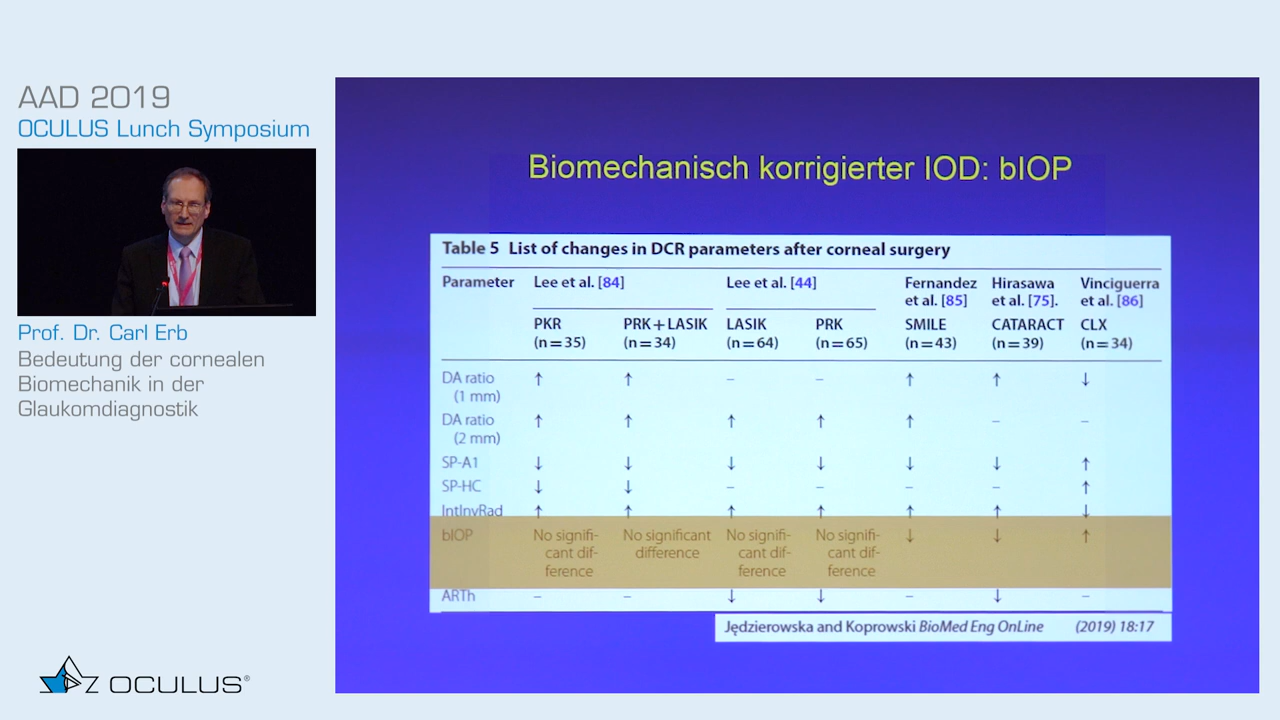 AAD 2019
OCULUS Lunch Symposium
Prof. Dr. Carl Erb
Bedeutung der cornealen
Biomechanik in der
Glaukomdiagnostik
OCULUS®
Biomechanisch korrigierter IOD: bIOP
Table 5 List of changes in DCR parameters after corneal surgery
Parameter Lee et al. [84] Lee et al. [44] Fernandez et al. [85] Hirasawa et al. [75]. Vinciguerra et al. [86]
PKR (n=35) PRK+LASIK (n=34) LASIK (n=64) PRK (n=65) SMILE (n=43) CATARACT (n=39) CLX (n=34)
DA ratio (1 mm) ↑ ↑ – – ↑ ↑ ↓
DA ratio (2 mm) ↑ ↑ ↑ ↑ ↑ – –
SP-A1 ↓ ↓ ↓ ↓ ↓ ↓ ↑
SP-HC ↓ ↓ – – – – ↑
IntInvRad ↑ ↑ ↑ ↑ ↑ ↑ ↓
bIOP No signifi-cant dif-ference No significant difference No signifi-cant dif-ference No signifi-cant dif-ference ↓ ↓ ↑
ARTh – – ↓ ↓ – ↓ –
Jędzierowska and Koprowski BioMed Eng OnLine (2019) 18:17